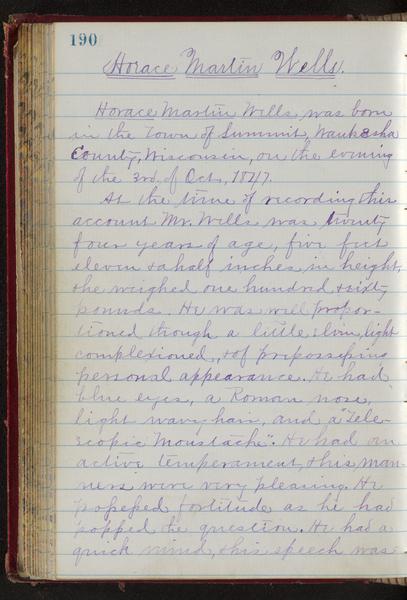 190
Horace Martin Wells.
Horace Martin Wells was born
in the Town of Summit, Waukesha
County, Wisconsin, on the evening
of the 3rd. of Oct, 1847.
At the time of recording this
account Mr. Wells was twenty
four years of age, five feet
eleven & a half inches in height,
& he weighed one hundred & sixty
pounds. He was well propor-
tioned though a little slim, light
complexioned, & of prepossessing
personal appearance. He had
blue eyes, a Roman nose,
light wavy hair, and a "Tele-
scopic Moustache". He had an
active temperament, & his man-
ners were very pleasing. He
possessed fortitude as he had
popped the question. He had a
quick mind, & his speech was